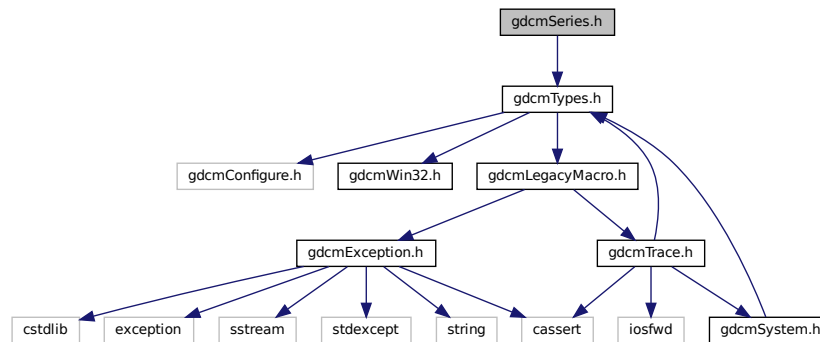 gdcmSeries.h
gdcmTypes.h
gdcmConfigure.h
gdcmWin32.h
gdcmLegacyMacro.h
gdcmException.h
gdcmTrace.h
cstdlib
exception
sstream
stdexcept
string
cassert
iosfwd
gdcmSystem.h